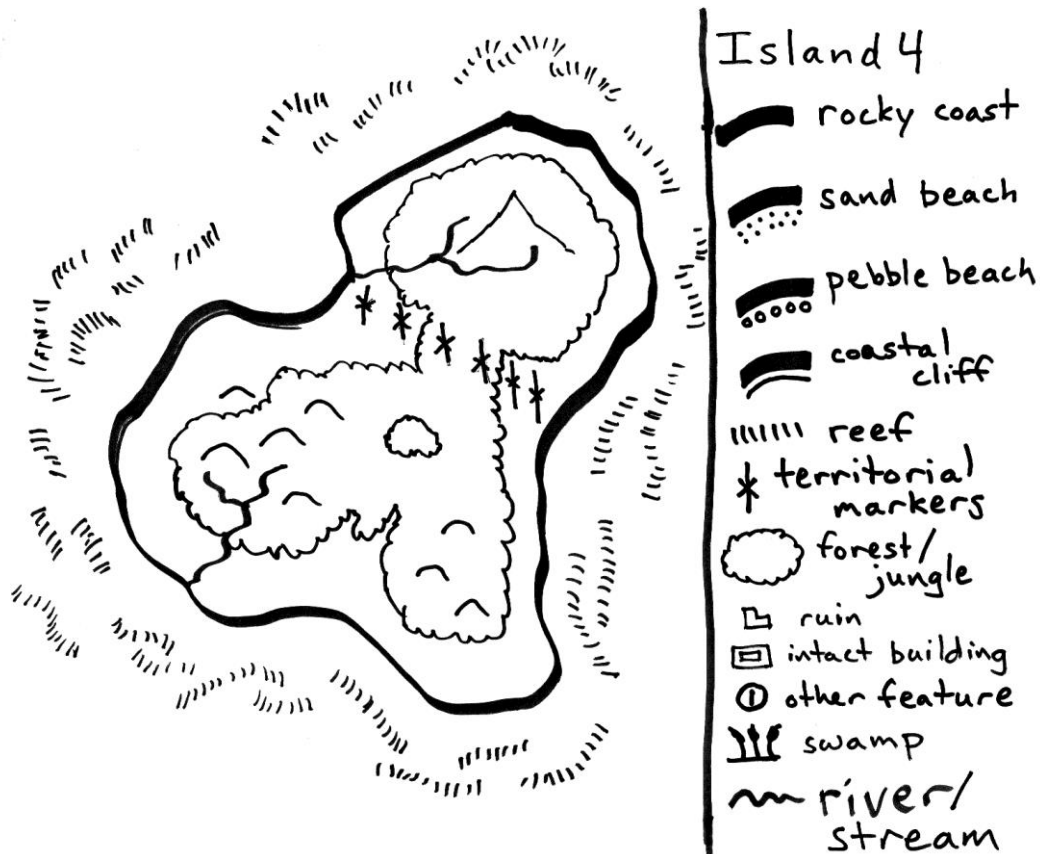 Island 4
rocky coast
sand beach
pebble beach
coastal
cliff
reef
territorial
markers
forest/
jungle
ruin
intact building
other feature
swamp
river/
stream